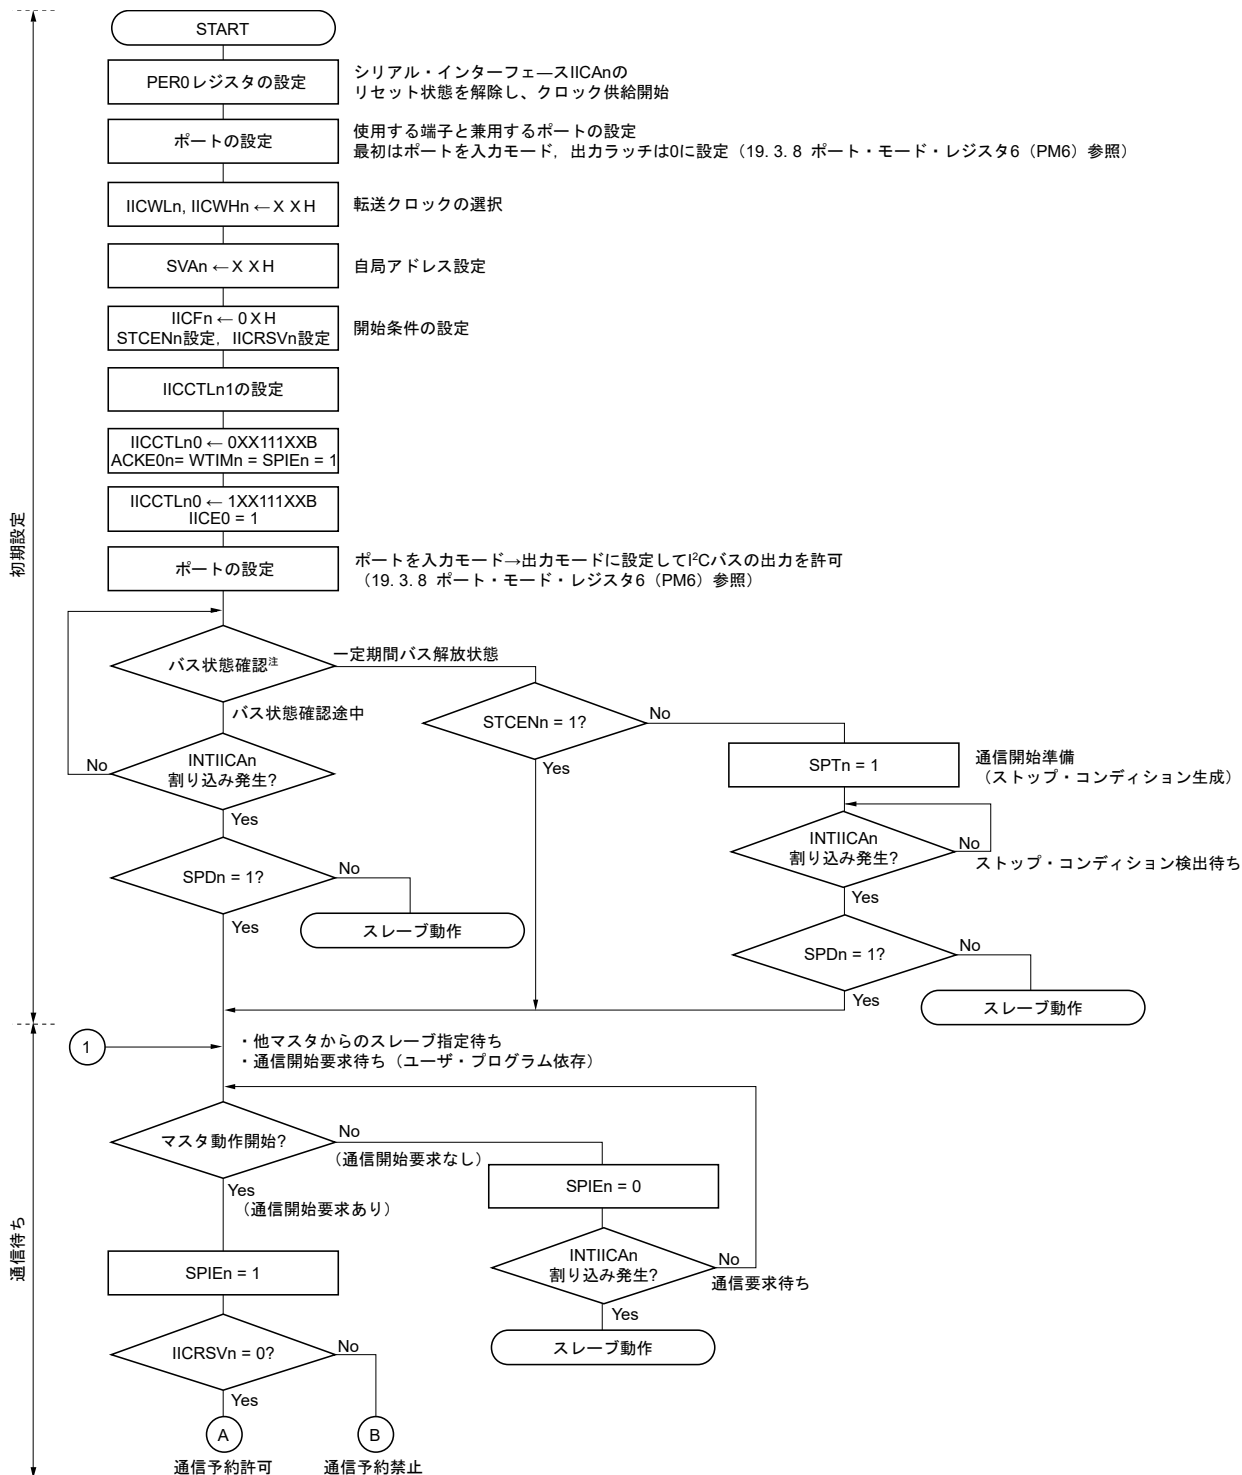 START
PER0レジスタの設定
シリアル・インターフェ―スIICAnの
リセット状態を解除し、クロック供給開始
ポートの設定
使用する端子と兼用するポートの設定
最初はポートを入力モード，出力ラッチは0に設定（19. 3. 8 ポート・モード・レジスタ6（PM6）参照）
IICWLn, IICWHn ← X X H
転送クロックの選択
SVAn ← X X H
自局アドレス設定
IICFn ← 0 X H
STCENn設定，IICRSVn設定
開始条件の設定
IICCTLn1の設定
IICCTLn0 ← 0XX111XXB
ACKE0n= WTIMn = SPIEn = 1
IICCTLn0 ← 1XX111XXB
IICE0 = 1
初期設定
ポートの設定
ポートを入力モード→出力モードに設定してI²Cバスの出力を許可
（19. 3. 8 ポート・モード・レジスタ6（PM6）参照）
バス状態確認注
一定期間バス解放状態
バス状態確認途中
STCENn = 1?
No
Yes
SPTn = 1
通信開始準備
（ストップ・コンディション生成）
INTIICAn
割り込み発生?
No
Yes
INTIICAn
割り込み発生?
No
ストップ・コンディション検出待ち
Yes
SPDn = 1?
No
Yes
スレーブ動作
SPDn = 1?
No
Yes
スレーブ動作
1
・他マスタからのスレーブ指定待ち
・通信開始要求待ち（ユーザ・プログラム依存）
マスタ動作開始?
No
（通信開始要求なし）
Yes
（通信開始要求あり）
SPIEn = 0
INTIICAn
割り込み発生?
No
通信要求待ち
Yes
スレーブ動作
通信待ち
SPIEn = 1
IICRSVn = 0?
No
Yes
A
B
通信予約許可
通信予約禁止